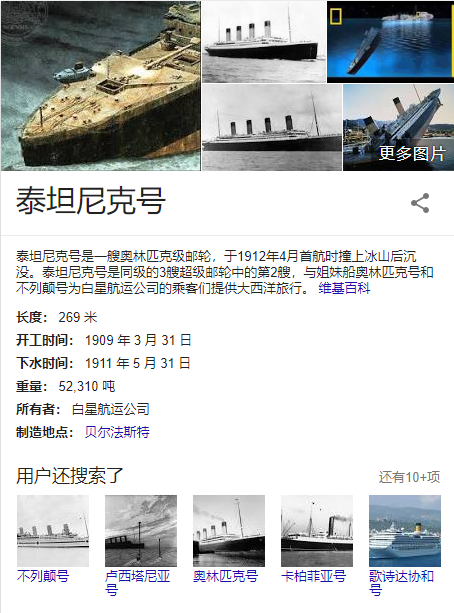 更多图片
泰坦尼克号
泰坦尼克号是一艘奥林匹克级邮轮，于1912年4月首航时撞上冰山后沉
没。泰坦尼克号是同级的3艘超级邮轮中的第2艘，与姐妹船奥林匹克号和
不列颠号为白星航运公司的乘客们提供大西洋旅行。 维基百科
长度： 269 米
开工时间： 1909 年 3 月 31 日
下水时间： 1911 年 5 月 31 日
重量： 52,310 吨
所有者： 白星航运公司
制造地点： 贝尔法斯特
用户还搜索了 还有10+项
不列颠号 卢西塔尼亚 奥林匹克号 卡柏菲亚号 歌诗达协和
号 号